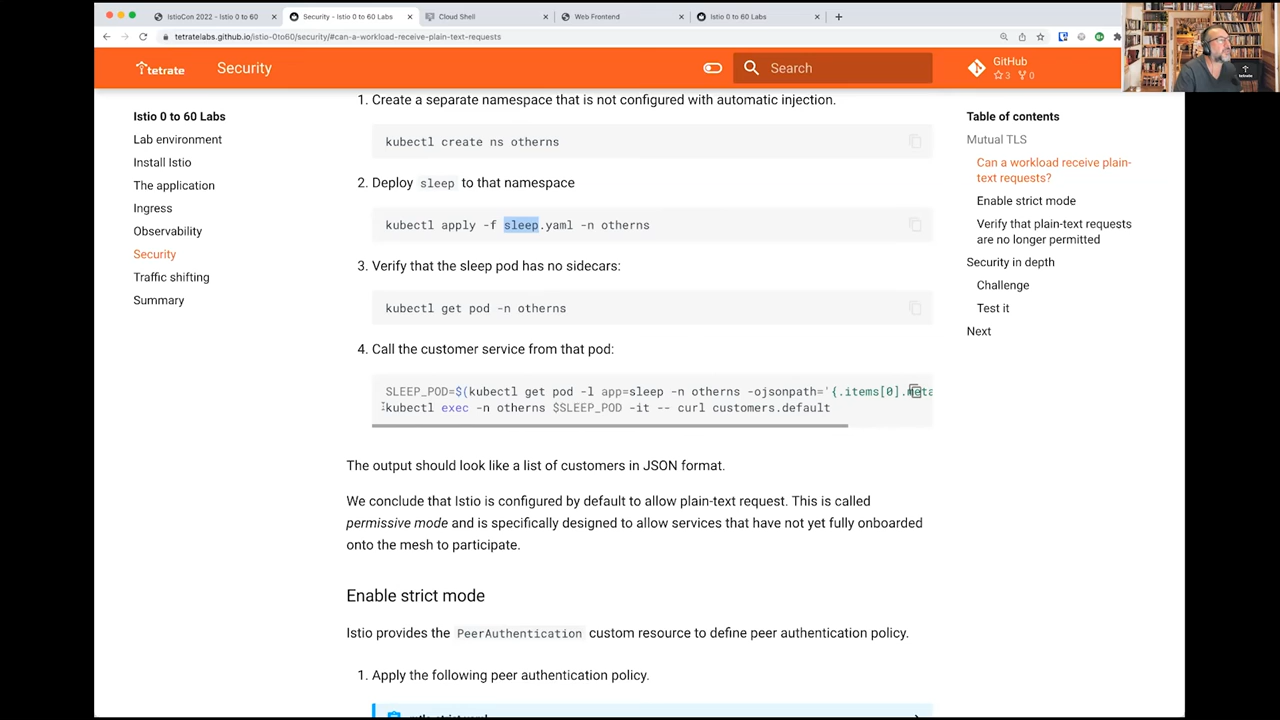 IstioCon 2022 - Istio 0 to 60
Security - Istio 0 to 60 Labs
Cloud Shell
Web Frontend
Istio 0 to 60 Labs
tetratelabs.github.io/istio-0to60/security/#can-a-workload-receive-plain-text-requests
tetrate
Security
Search
GitHub
3 0
tetrate
Istio 0 to 60 Labs
Lab environment
Install Istio
The application
Ingress
Observability
Security
Traffic shifting
Summary
1. Create a separate namespace that is not configured with automatic injection.
kubectl create ns otherns
2. Deploy sleep to that namespace
kubectl apply -f sleep.yaml -n otherns
3. Verify that the sleep pod has no sidecars:
kubectl get pod -n otherns
4. Call the customer service from that pod:
SLEEP_POD=$(kubectl get pod -l app=sleep -n otherns -ojsonpath='{.items[0].meta
kubectl exec -n otherns $SLEEP_POD -it -- curl customers.default
The output should look like a list of customers in JSON format.
We conclude that Istio is configured by default to allow plain-text request. This is called
permissive mode and is specifically designed to allow services that have not yet fully onboarded
onto the mesh to participate.
Enable strict mode
Istio provides the PeerAuthentication custom resource to define peer authentication policy.
1. Apply the following peer authentication policy.
Table of contents
Mutual TLS
Can a workload receive plain-
text requests?
Enable strict mode
Verify that plain-text requests
are no longer permitted
Security in depth
Challenge
Test it
Next